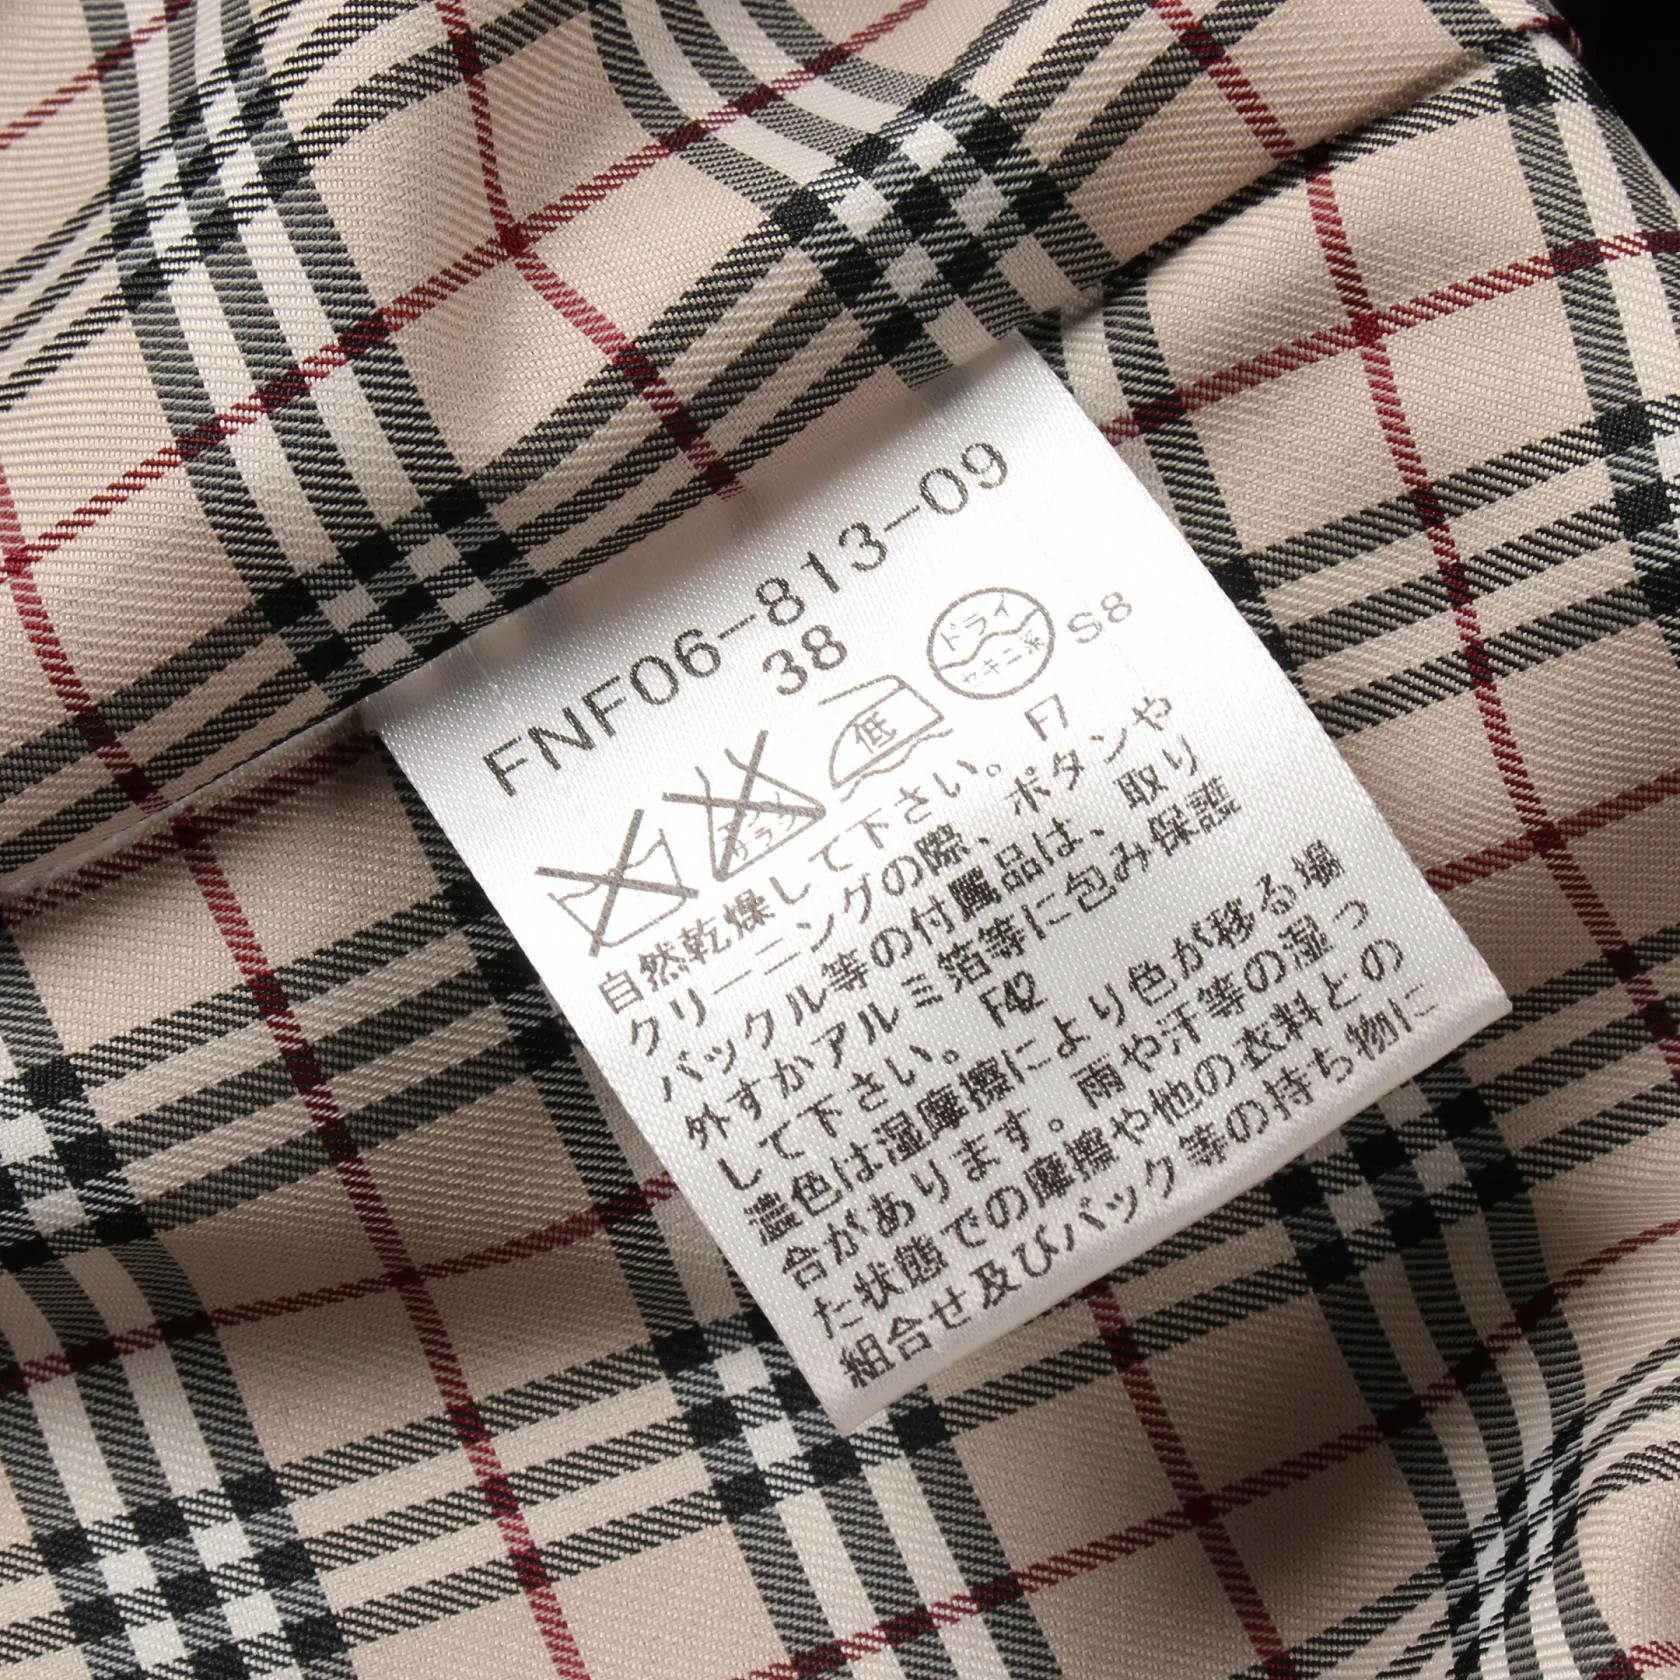 FNF06-813-09
38
エンソ
サラシ
低
ドライ
セキユ系
S8
自然乾燥して下さい。 F7
クリーニングの際、ボタンや
バックル等の付属品は、取り
外すかアルミ箔等に包み保護
して下さい。 F42
濃色は湿摩擦により色が移る場
合があります。雨や汗等の湿っ
た状態での摩擦や他の衣料との
組合せ及びバック等の持ち物に